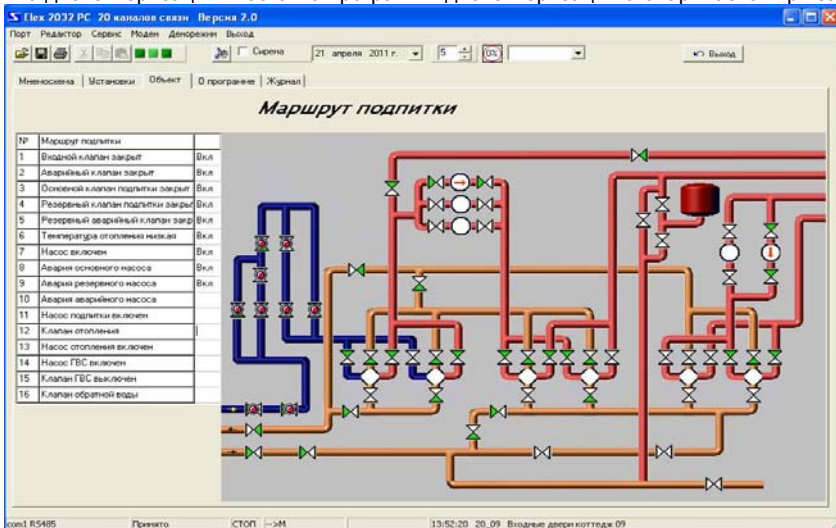 Flex 2032 PC 20 каналов связи Версия 2.0
Порт Редактор Сервис Модем Деморежим Выход
Сирена 21 апреля 2011 г. 5 0% Выход
Мнемосхема Установки Объект О программе Журнал
Маршрут подпитки
№ Маршрут подпитки
1 Входной клапан закрыт Вкл
2 Аварийный клапан закрыт Вкл
3 Основной клапан подпитки закрыт Вкл
4 Резервный клапан подпитки закрыт Вкл
5 Резервный аварийный клапан закр Вкл
6 Температура отопления низкая Вкл
7 Насос включен Вкл
8 Авария основного насоса Вкл
9 Авария резервного насоса Вкл
10 Авария аварийного насоса
11 Насос подпитки включен
12 Клапан отопления
13 Насос отопления включен
14 Насос ГВС включен
15 Клапан ГВС выключен
16 Клапан обратной воды
com1 RS485 Принято СТОП -->М 13:52:20 20_09 Входные двери коттедж 09